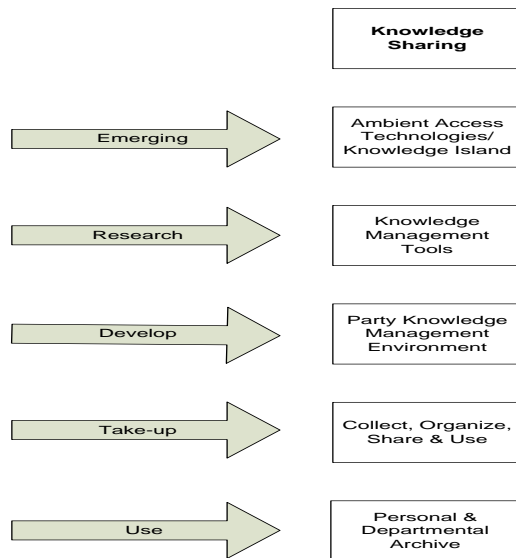 Knowledge
Sharing
Emerging
Ambient Access
Technologies/
Knowledge Island
Research
Knowledge
Management
Tools
Develop
Party Knowledge
Management
Environment
Take-up
Collect, Organize,
Share & Use
Use
Personal &
Departmental
Archive